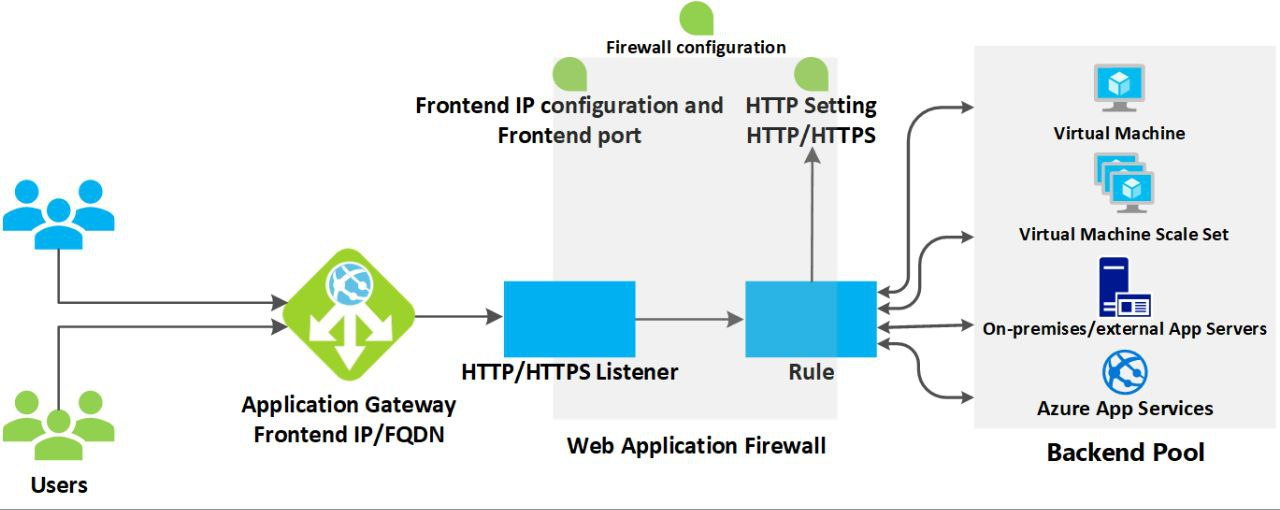 Firewall configuration
Frontend IP configuration and
Frontend port
HTTP Setting
HTTP/HTTPS
Virtual Machine
Virtual Machine Scale Set
On-premises/external App Servers
Azure App Services
Backend Pool
HTTP/HTTPS Listener
Rule
Application Gateway
Frontend IP/FQDN
Web Application Firewall
Users